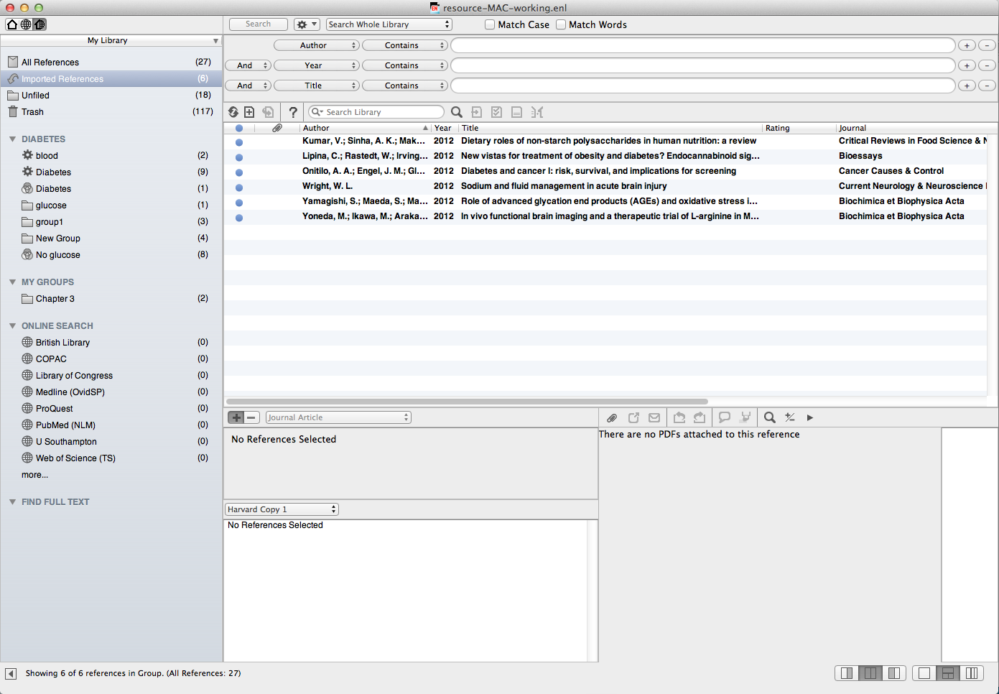 resource-MAC-working.enl
Search
Search Whole Library
Match Case
Match Words
My Library
Author Contains
And Year Contains
And Title Contains
All References (27)
Imported References (6)
Unfiled (18)
Trash (117)
DIABETES
blood (2)
Diabetes (9)
Diabetes (1)
glucose (1)
group1 (3)
New Group (4)
No glucose (8)
MY GROUPS
Chapter 3 (2)
ONLINE SEARCH
British Library (0)
COPAC (0)
Library of Congress (0)
Medline (OvidSP) (0)
ProQuest (0)
PubMed (NLM) (0)
U Southampton (0)
Web of Science (TS) (0)
more...
FIND FULL TEXT
? Search Library
Author Year Title Rating Journal
Kumar, V.; Sinha, A. K.; Mak... 2012 Dietary roles of non-starch polysaccharides in human nutrition: a review Critical Reviews in Food Science &
Lipina, C.; Rastedt, W.; Irving... 2012 New vistas for treatment of obesity and diabetes? Endocannabinoid sig... Bioessays
Onitilo, A. A.; Engel, J. M.; Gl... 2012 Diabetes and cancer I: risk, survival, and implications for screening Cancer Causes & Control
Wright, W. L. 2012 Sodium and fluid management in acute brain injury Current Neurology & Neuroscience
Yamagishi, S.; Maeda, S.; Ma... 2012 Role of advanced glycation end products (AGEs) and oxidative stress i... Biochimica et Biophysica Acta
Yoneda, M.; Ikawa, M.; Araka... 2012 In vivo functional brain imaging and a therapeutic trial of L-arginine in M... Biochimica et Biophysica Acta
Journal Article
No References Selected
There are no PDFs attached to this reference
Harvard Copy 1
No References Selected
Showing 6 of 6 references in Group. (All References: 27)